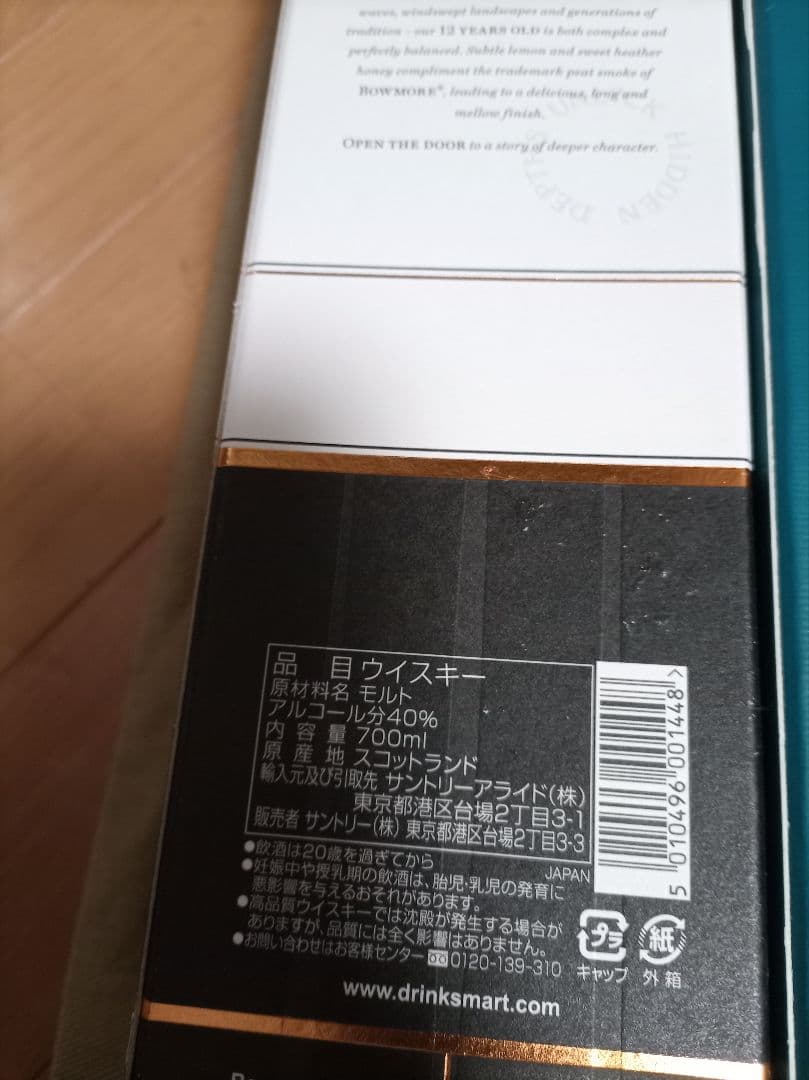 waves, windswept landscapes and generations of
tradition - our 12 YEARS OLD is both complex and
perfectly balanced. Subtle lemon and sweet heather
honey compliment the trademark peat smoke of
BOWMORE®, leading to a delicious, long and
mellow finish.
OPEN THE DOOR to a story of deeper character.
HIDDEN DEPTHS
品 目 ウイスキー
原材料名 モルト
アルコール分40%
内 容 量 700ml
原 産 地 スコットランド
輸入元及び引取先 サントリーアライド(株)
東京都港区台場2丁目3-1
販売者 サントリー(株) 東京都港区台場2丁目3-3
JAPAN
●飲酒は20歳を過ぎてから
●妊娠中や授乳期の飲酒は、胎児・乳児の発育に
悪影響を与えるおそれがあります。
●高品質ウイスキーでは沈殿が発生する場合が
ありますが、品質には全く影響はありません。
●お問い合わせはお客様センター 0120-139-310
www.drinksmart.com
5 010496 001448 >
プラ
キャップ
紙
外 箱